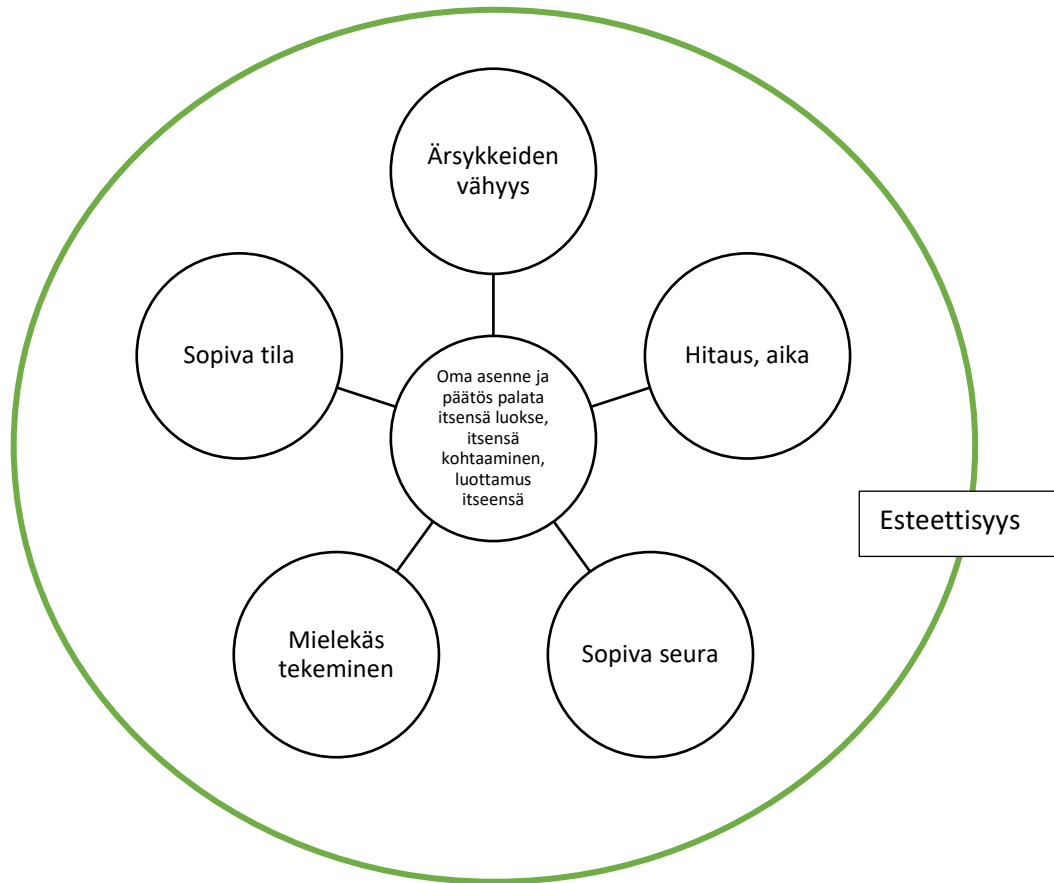 Ärsykkeiden
vähyys
Sopiva tila
Hitaus, aika
Oma asenne ja
päätös palata
itsensä luokse,
itsensä
kohtaaminen,
luottamus
itseensä
Esteettisyys
Mielekäs
tekeminen
Sopiva seura